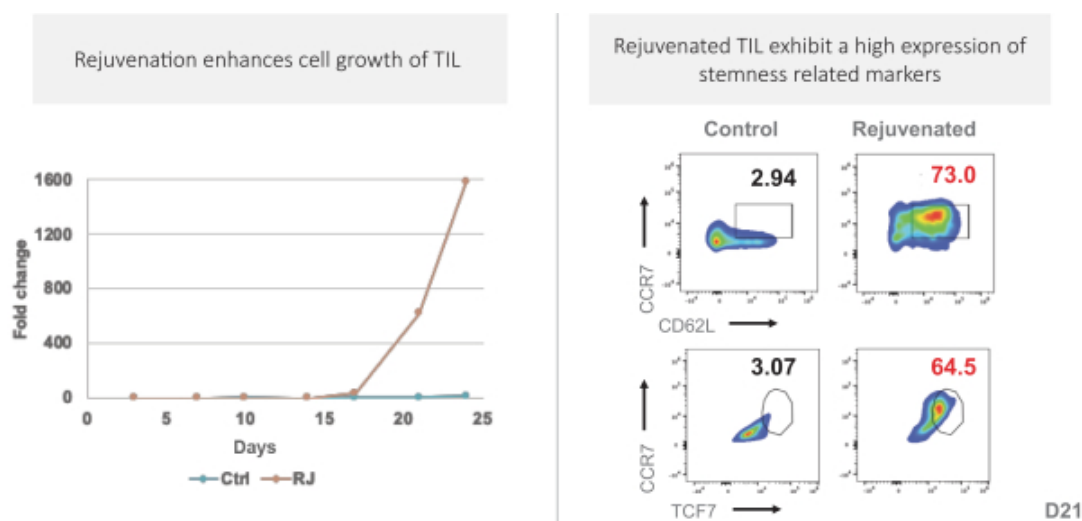 Rejuvenation enhances cell growth of TIL
1600
1200
800
400
0
Fold change
0 5 10 15 20 25
Days
Ctrl RJ
Rejuvenated TIL exhibit a high expression of
stemness related markers
Control Rejuvenated
2.94 73.0
CCR7
CD62L
3.07 64.5
CCR7
TCF7
D21